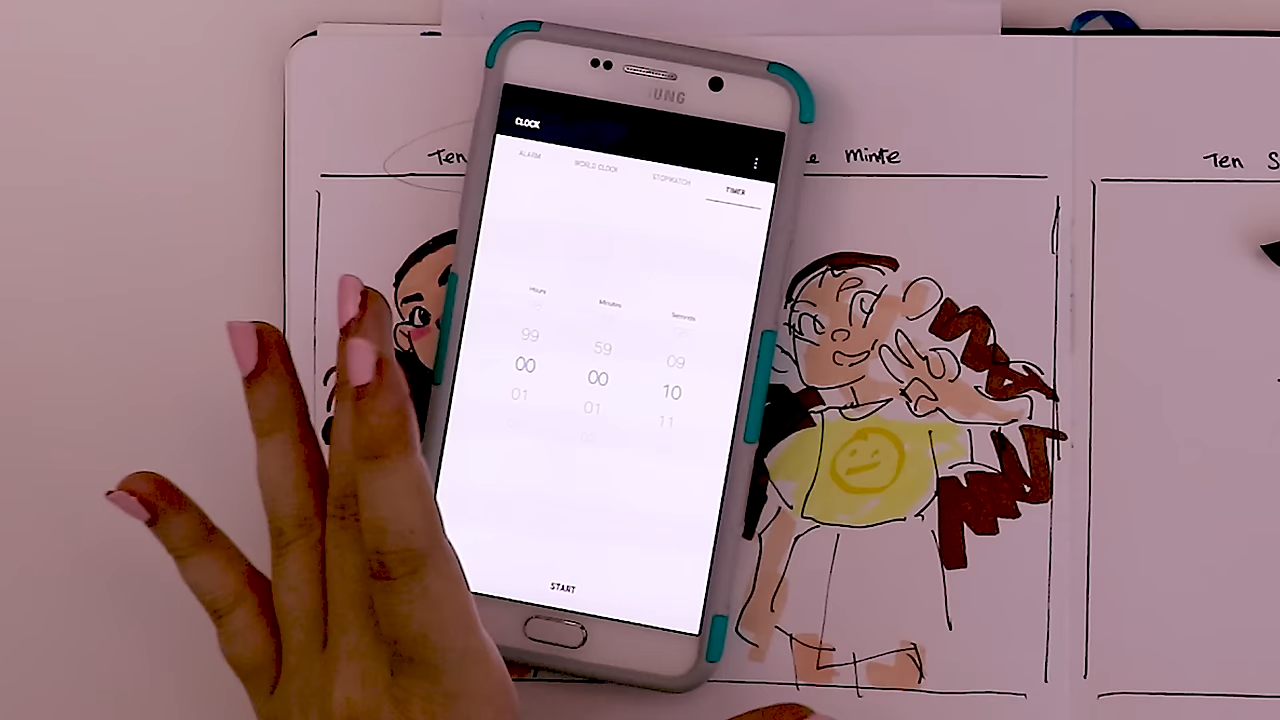 UNG
CLOCK
ALARM
WORLD CLOCK
STOPWATCH
TIMER
Ten
minte
Ten S
Hours
Minutes
Seconds
99
59
09
00
00
10
01
01
11
START